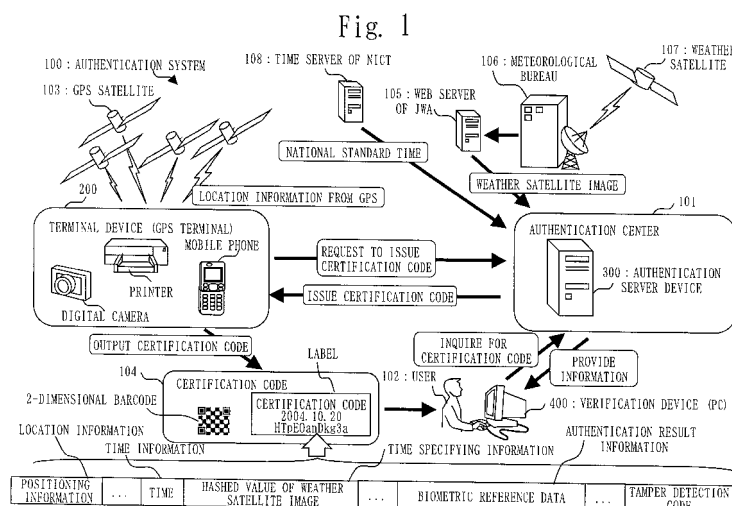 Fig. 1
100 : AUTHENTICATION SYSTEM
103 : GPS SATELLITE
108 : TIME SERVER OF NICT
105 : WEB SERVER
OF JWA
106 : METEOROLOGICAL
BUREAU
107 : WEATHER
SATELLITE
NATIONAL STANDARD TIME
WEATHER SATELLITE IMAGE
200
LOCATION INFORMATION FROM GPS
101
TERMINAL DEVICE (GPS TERMINAL)
MOBILE PHONE
PRINTER
DIGITAL CAMERA
REQUEST TO ISSUE
CERTIFICATION CODE
ISSUE CERTIFICATION CODE
AUTHENTICATION CENTER
300 : AUTHENTICATION
SERVER DEVICE
OUTPUT CERTIFICATION CODE
INQUIRE FOR
CERTIFICATION CODE
PROVIDE
INFORMATION
104
LABEL
CERTIFICATION CODE
2-DIMENSIONAL BARCODE
CERTIFICATION CODE
2004.10.20
HTpEOanDkg3a
102 : USER
400 : VERIFICATION DEVICE (PC)
LOCATION INFORMATION
TIME INFORMATION
TIME SPECIFYING INFORMATION
AUTHENTICATION RESULT
INFORMATION
POSITIONING
INFORMATION
...
TIME
HASHED VALUE OF WEATHER
SATELLITE IMAGE
...
BIOMETRIC REFERENCE DATA
...
TAMPER DETECTION
CODE